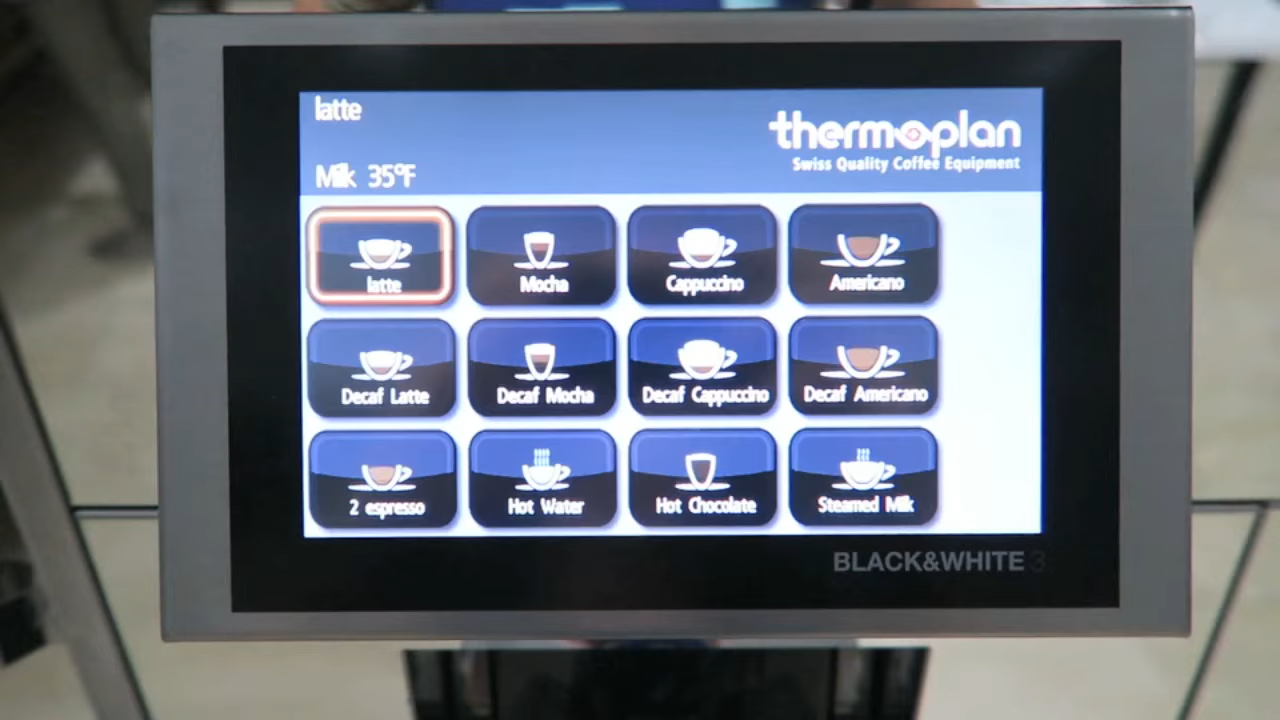 latte
thermoplan
Swiss Quality Coffee Equipment
Milk 35°F
latte
Mocha
Cappuccino
Americano
Decaf Latte
Decaf Mocha
Decaf Cappuccino
Decaf Americano
2 espresso
Hot Water
Hot Chocolate
Steamed Milk
BLACK&WHITE 3